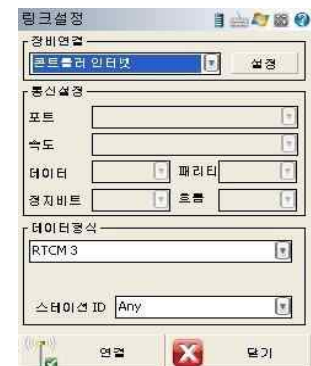 링크설정
장비연결
콘트롤러 인터넷
설정
통신설정
포트
속도
데이터
패리티
정지비트
흐름
데이터형식
RTCM 3
스테이션 ID Any
연결
닫기